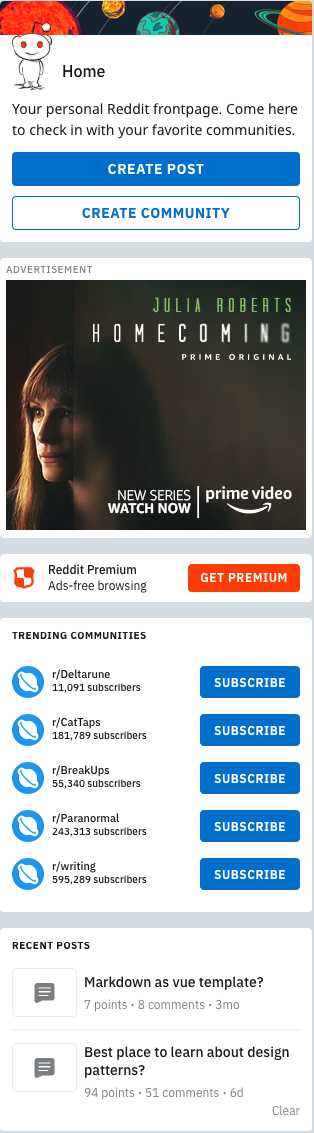 Home
Your personal Reddit frontpage. Come here
to check in with your favorite communities.
CREATE POST
CREATE COMMUNITY
ADVERTISEMENT
JULIA ROBERTS
HOMECOMING
PRIME ORIGINAL
NEW SERIES
WATCH NOW
prime video
Reddit Premium
Ads-free browsing
GET PREMIUM
TRENDING COMMUNITIES
r/Deltarune
11,091 subscribers
SUBSCRIBE
r/CatTaps
181,789 subscribers
SUBSCRIBE
r/BreakUps
55,340 subscribers
SUBSCRIBE
r/Paranormal
243,313 subscribers
SUBSCRIBE
r/writing
595,289 subscribers
SUBSCRIBE
RECENT POSTS
Markdown as vue template?
7 points • 8 comments • 3mo
Best place to learn about design
patterns?
94 points • 51 comments • 6d
Clear